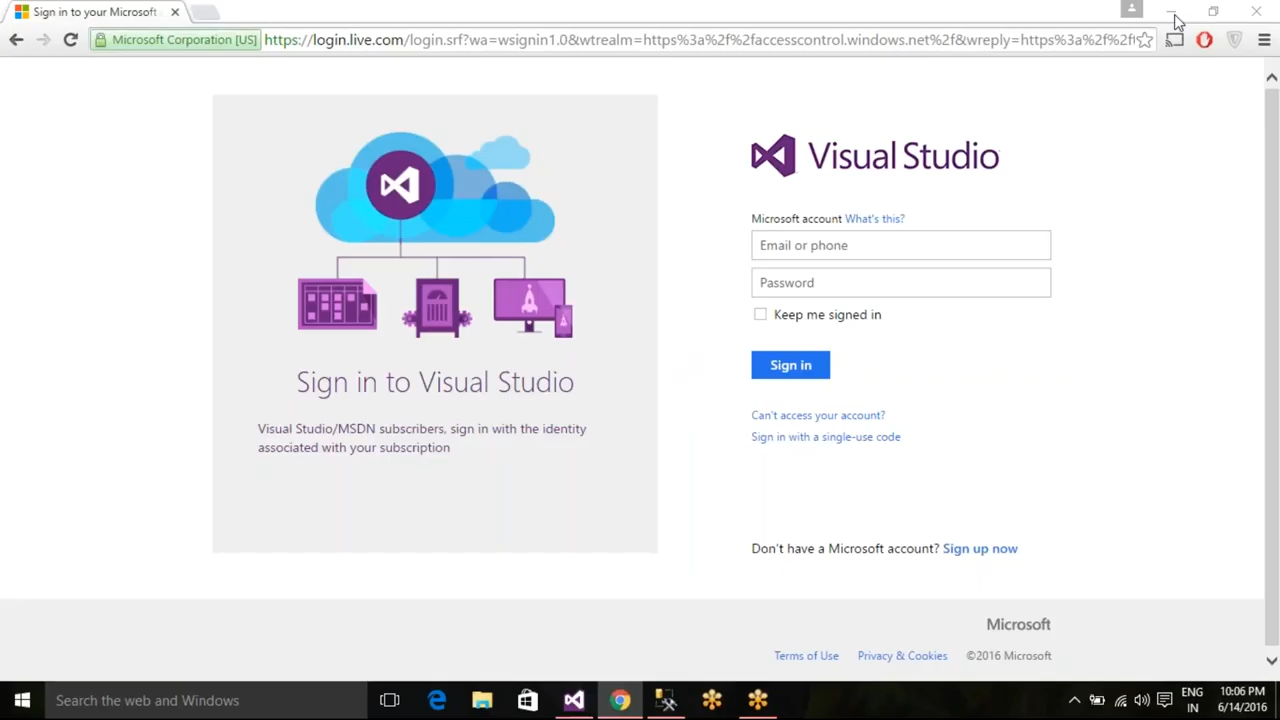 Sign in to your Microsoft
Microsoft Corporation [US]
https://login.live.com/login.srf?wa=wsignin1.0&wtrealm=https%3a%2f%2faccesscontrol.windows.net%2f&wreply=https%3a%2f%2f
Visual Studio
Microsoft account What's this?
Email or phone
Password
Keep me signed in
Sign in
Sign in to Visual Studio
Visual Studio/MSDN subscribers, sign in with the identity
associated with your subscription
Can't access your account?
Sign in with a single-use code
Don't have a Microsoft account? Sign up now
Microsoft
Terms of Use Privacy & Cookies ©2016 Microsoft
Search the web and Windows
ENG
IN
10:06 PM
6/14/2016